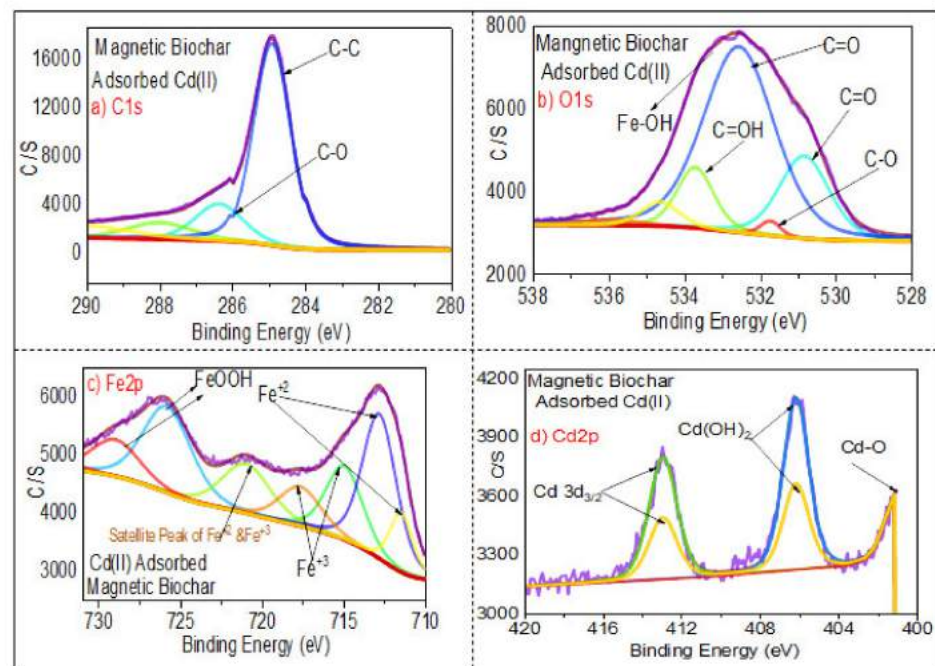 Magnetic Biochar
Adsorbed Cd(II)
a) C1s
C-C
C-O
16000
12000
8000
4000
0
C /S
290 288 286 284 282 280
Binding Energy (eV)
Mangnetic Biochar
Adsorbed Cd(II)
b) O1s
C=O
C=O
Fe-OH
C=OH
C-O
8000
6000
4000
2000
C /S
538 536 534 532 530 528
Binding Energy (eV)
c) Fe2p
FeOOH
Fe+2
Satellite Peak of Fe+2 &Fe+3
Fe+3
Cd(II) Adsorbed
Magnetic Biochar
6000
5000
4000
3000
C /S
730 725 720 715 710
Binding Energy (eV)
Magnetic Biochar
Adsorbed Cd(II)
d) Cd2p
Cd(OH)2
Cd-O
Cd 3d3/2
4200
3900
3600
3300
3000
C/S
420 416 412 408 404 400
Binding Energy (eV)